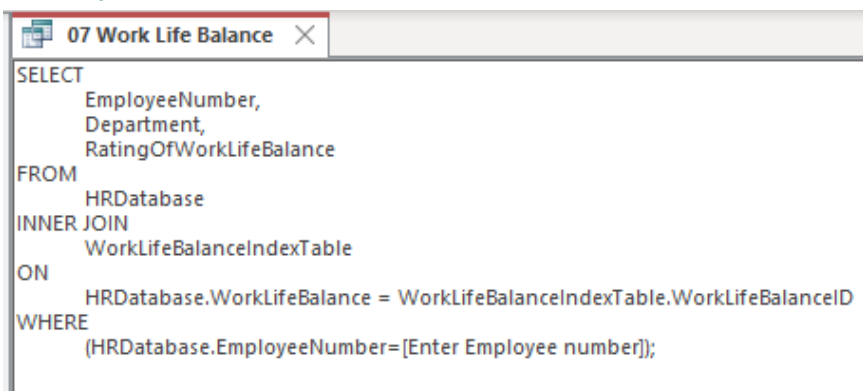 07 Work Life Balance
SELECT
EmployeeNumber,
Department,
RatingOfWorkLifeBalance
FROM
HRDatabase
INNER JOIN
WorkLifeBalanceIndexTable
ON
HRDatabase.WorkLifeBalance = WorkLifeBalanceIndexTable.WorkLifeBalanceID
WHERE
(HRDatabase.EmployeeNumber=[Enter Employee number]);